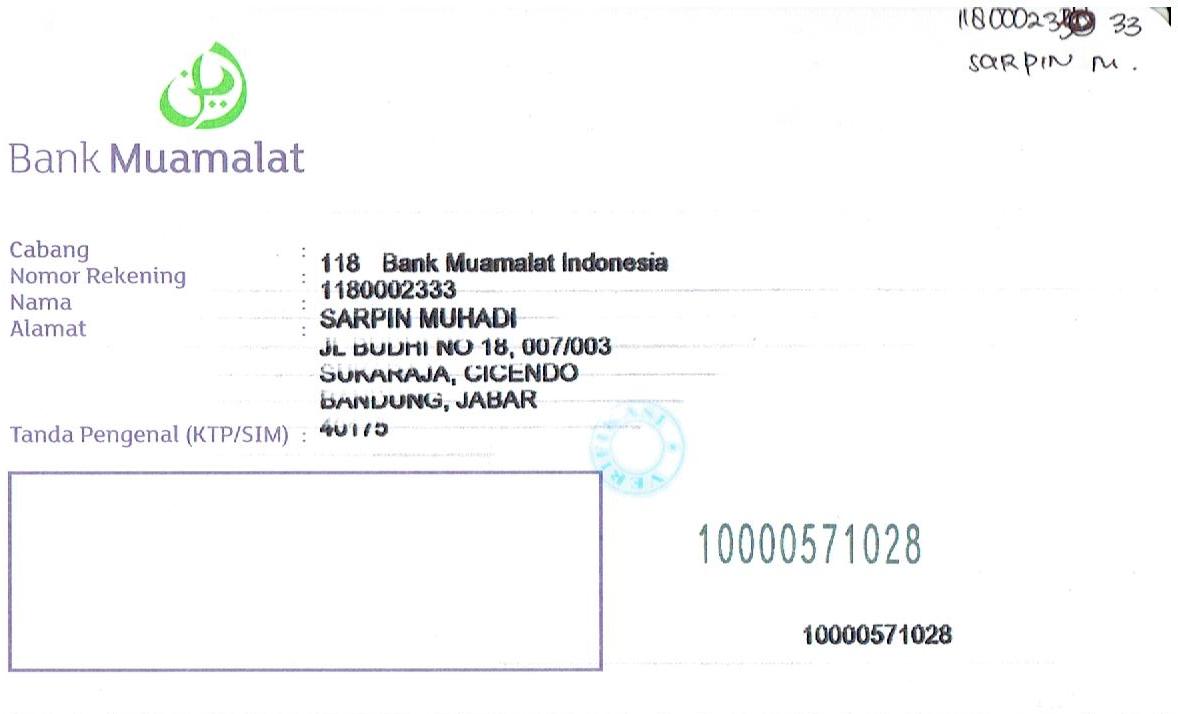 33
SARPIN M.
Bank Muamalat
Cabang : 118 Bank Muamalat Indonesia
Nomor Rekening : 1180002333
Nama : SARPIN MUHADI
Alamat : JL BUDHI NO 18, 007/003
SUKARAJA, CICENDO
BANDUNG, JABAR
Tanda Pengenal (KTP/SIM) : 40175
VERIFIKASI
10000571028
10000571028